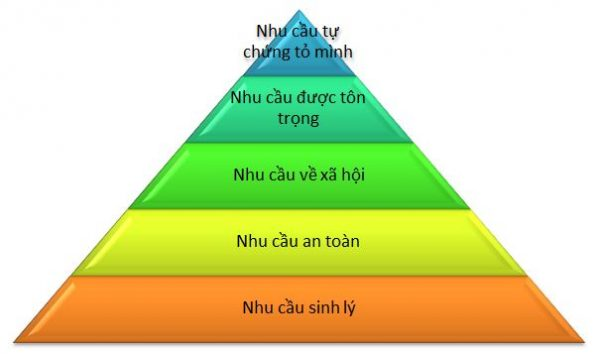 Nhu cầu tự
chứng tỏ mình
Nhu cầu được tôn
trọng
Nhu cầu về xã hội
Nhu cầu an toàn
Nhu cầu sinh lý